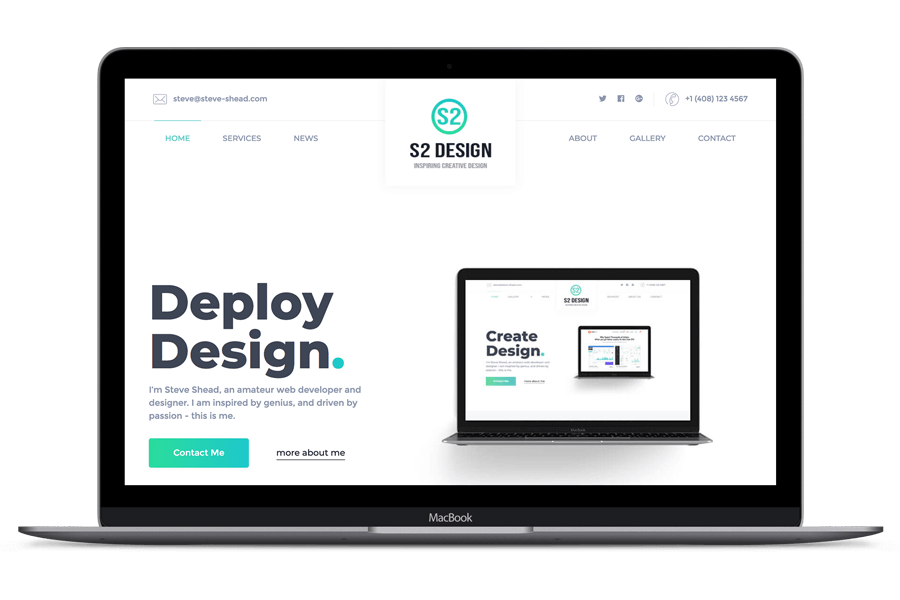 steve@steve-shead.com
+1 (408) 123 4567
HOME SERVICES NEWS
S2
S2 DESIGN
INSPIRING CREATIVE DESIGN
ABOUT GALLERY CONTACT
Deploy
Design.
I'm Steve Shead, an amateur web developer and
designer. I am inspired by genius, and driven by
passion - this is me.
Contact Me
more about me
S2 DESIGN
Create
Design.
MacBook